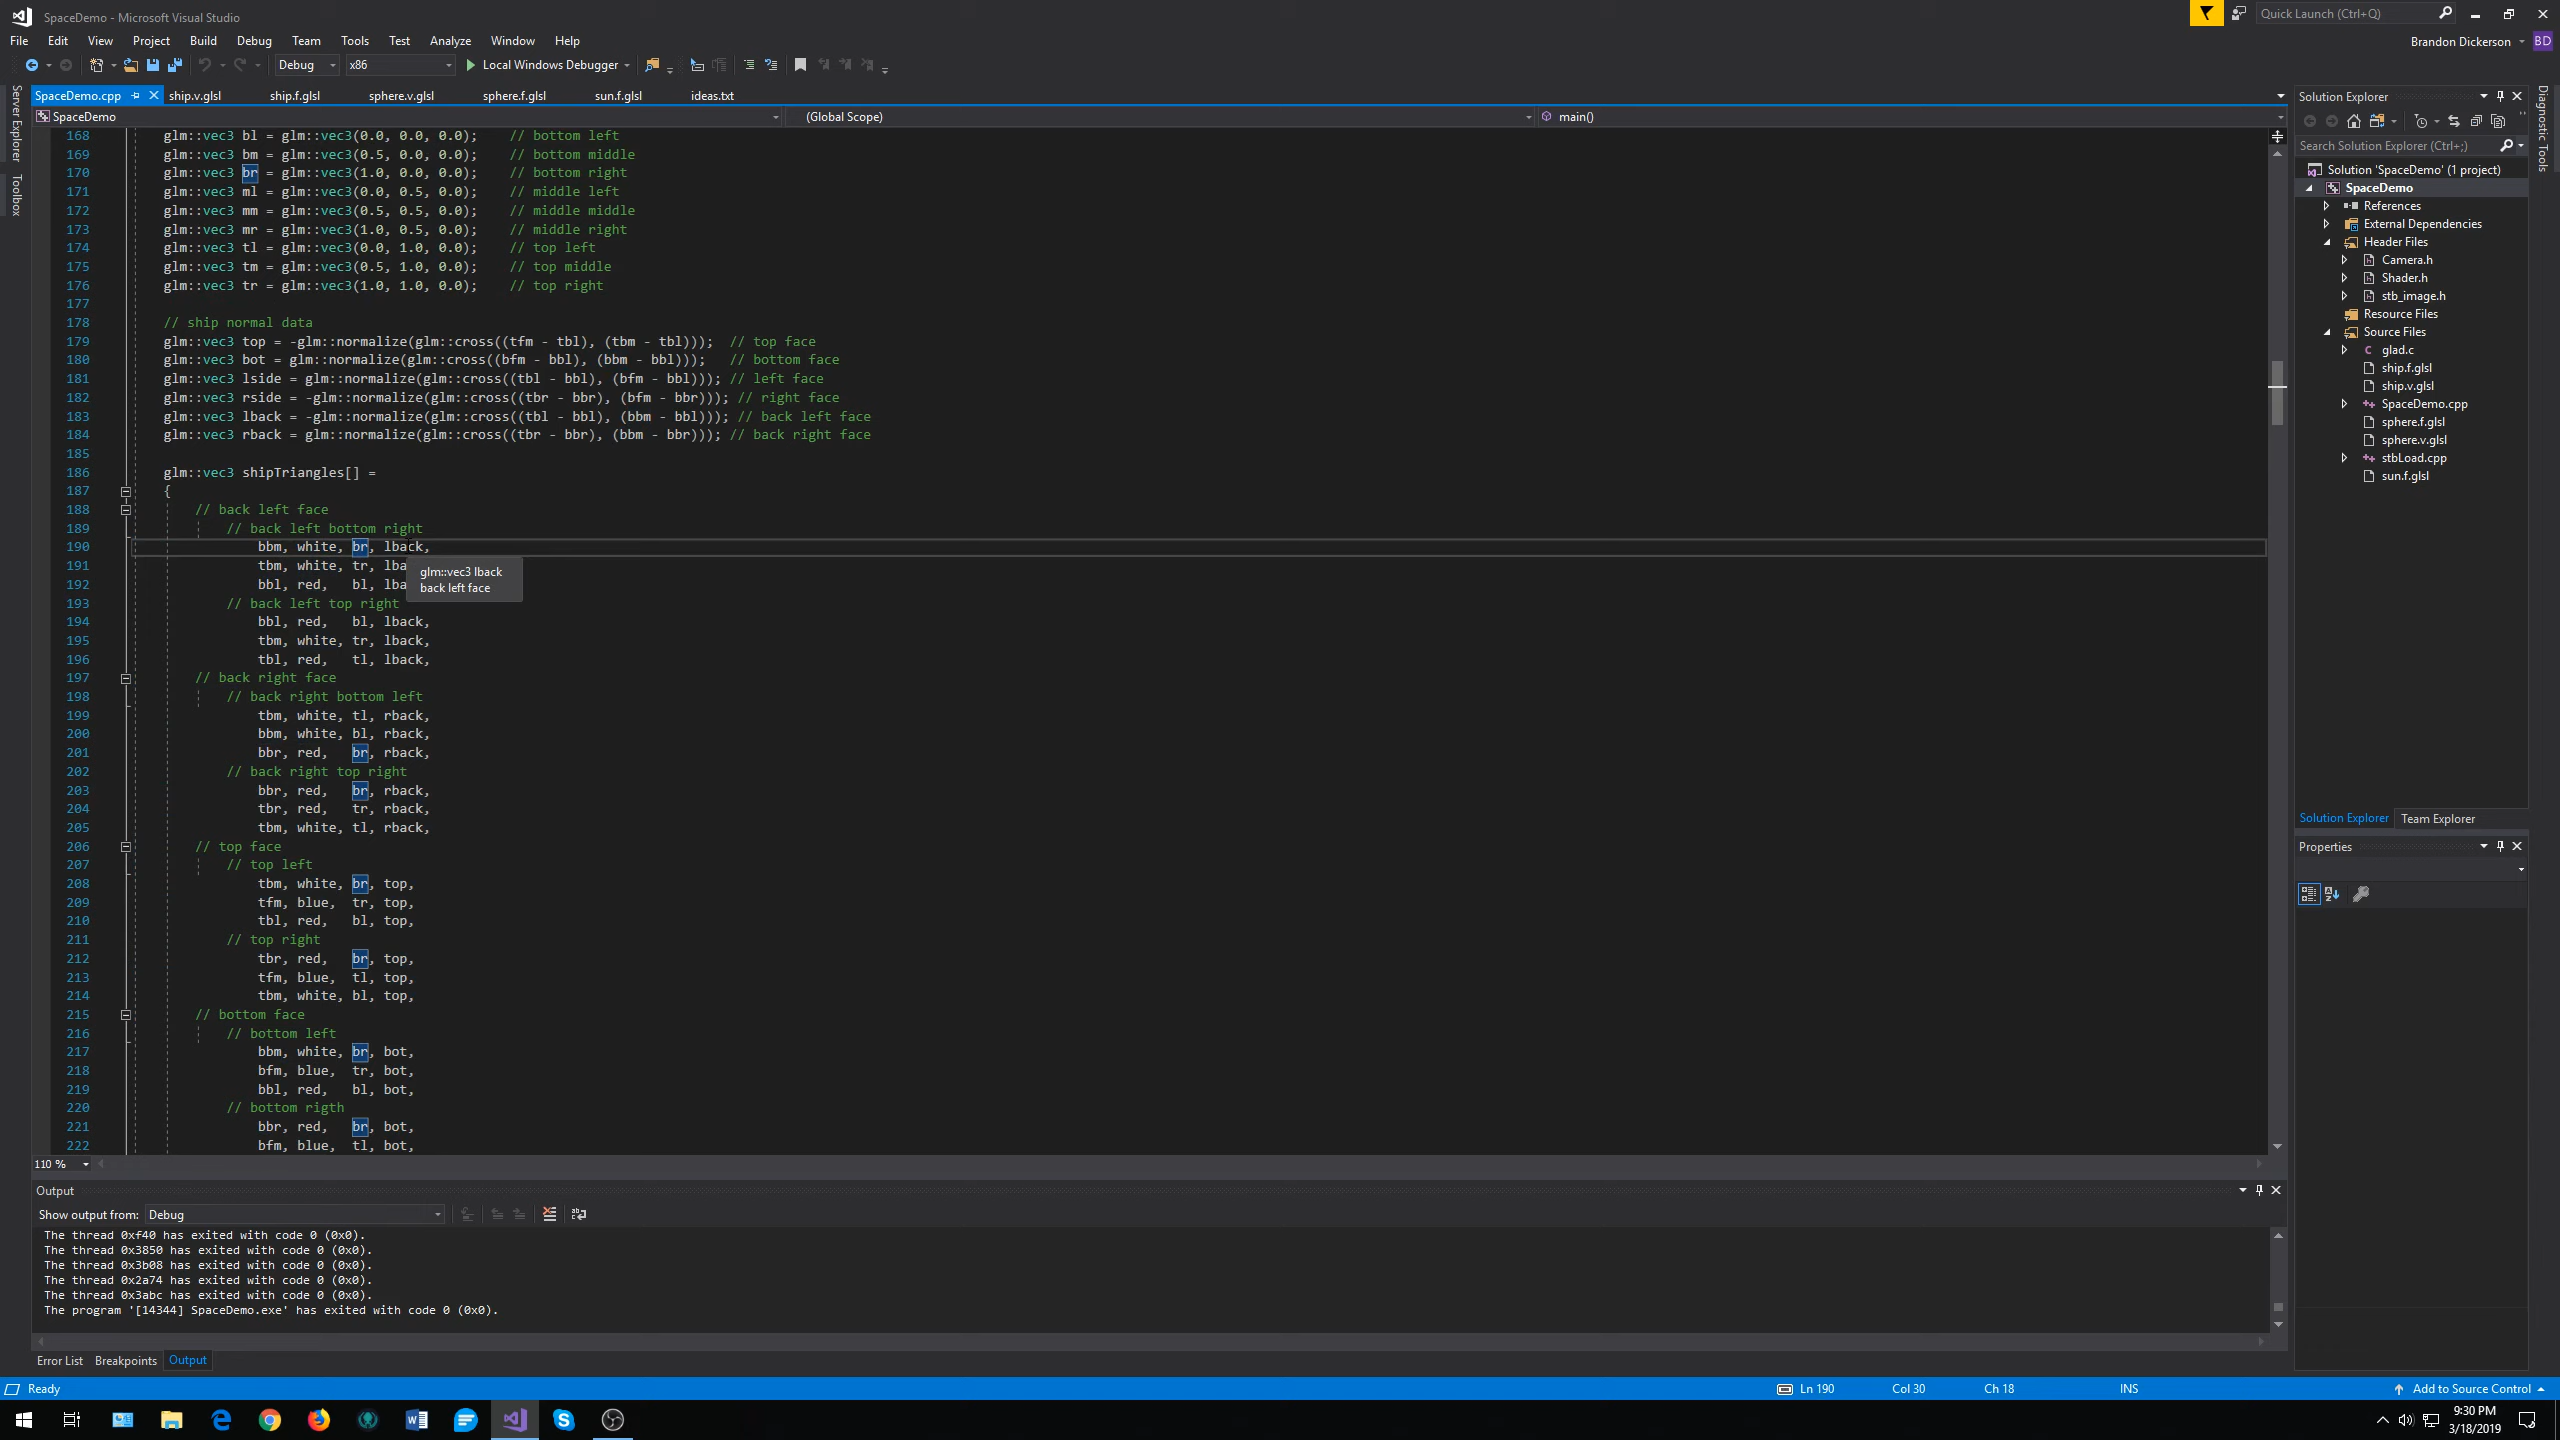 SpaceDemo - Microsoft Visual Studio
Quick Launch (Ctrl+Q)
File Edit View Project Build Debug Team Tools Test Analyze Window Help
Brandon Dickerson BD
Debug x86 Local Windows Debugger
Server Explorer
Toolbox
SpaceDemo.cpp ship.v.glsl ship.f.glsl sphere.v.glsl sphere.f.glsl sun.f.glsl ideas.txt
SpaceDemo (Global Scope) main()
168 glm::vec3 bl = glm::vec3(0.0, 0.0, 0.0); // bottom left
169 glm::vec3 bm = glm::vec3(0.5, 0.0, 0.0); // bottom middle
170 glm::vec3 br = glm::vec3(1.0, 0.0, 0.0); // bottom right
171 glm::vec3 ml = glm::vec3(0.0, 0.5, 0.0); // middle left
172 glm::vec3 mm = glm::vec3(0.5, 0.5, 0.0); // middle middle
173 glm::vec3 mr = glm::vec3(1.0, 0.5, 0.0); // middle right
174 glm::vec3 tl = glm::vec3(0.0, 1.0, 0.0); // top left
175 glm::vec3 tm = glm::vec3(0.5, 1.0, 0.0); // top middle
176 glm::vec3 tr = glm::vec3(1.0, 1.0, 0.0); // top right
177
178 // ship normal data
179 glm::vec3 top = -glm::normalize(glm::cross((tfm - tbl), (tbm - tbl))); // top face
180 glm::vec3 bot = glm::normalize(glm::cross((bfm - bbl), (bbm - bbl))); // bottom face
181 glm::vec3 lside = glm::normalize(glm::cross((tbl - bbl), (bfm - bbl))); // left face
182 glm::vec3 rside = -glm::normalize(glm::cross((tbr - bbr), (bfm - bbr))); // right face
183 glm::vec3 lback = -glm::normalize(glm::cross((tbl - bbl), (bbm - bbl))); // back left face
184 glm::vec3 rback = glm::normalize(glm::cross((tbr - bbr), (bbm - bbr))); // back right face
185
186 glm::vec3 shipTriangles[] =
187 {
188 // back left face
189 // back left bottom right
190 bbm, white, br, lback,
191 tbm, white, tr, lba
192 bbl, red, bl, lba
glm::vec3 lback
back left face
193 // back left top right
194 bbl, red, bl, lback,
195 tbm, white, tr, lback,
196 tbl, red, tl, lback,
197 // back right face
198 // back right bottom left
199 tbm, white, tl, rback,
200 bbm, white, bl, rback,
201 bbr, red, br, rback,
202 // back right top right
203 bbr, red, br, rback,
204 tbr, red, tr, rback,
205 tbm, white, tl, rback,
206 // top face
207 // top left
208 tbm, white, br, top,
209 tfm, blue, tr, top,
210 tbl, red, bl, top,
211 // top right
212 tbr, red, br, top,
213 tfm, blue, tl, top,
214 tbm, white, bl, top,
215 // bottom face
216 // bottom left
217 bbm, white, br, bot,
218 bfm, blue, tr, bot,
219 bbl, red, bl, bot,
220 // bottom rigth
221 bbr, red, br, bot,
222 bfm, blue, tl, bot,
110 %
Output
Show output from: Debug
The thread 0xf40 has exited with code 0 (0x0).
The thread 0x3850 has exited with code 0 (0x0).
The thread 0x3b08 has exited with code 0 (0x0).
The thread 0x2a74 has exited with code 0 (0x0).
The thread 0x3abc has exited with code 0 (0x0).
The program '[14344] SpaceDemo.exe' has exited with code 0 (0x0).
Error List Breakpoints Output
Solution Explorer
Search Solution Explorer (Ctrl+;)
Solution 'SpaceDemo' (1 project)
SpaceDemo
References
External Dependencies
Header Files
Camera.h
Shader.h
stb_image.h
Resource Files
Source Files
glad.c
ship.f.glsl
ship.v.glsl
SpaceDemo.cpp
sphere.f.glsl
sphere.v.glsl
stbLoad.cpp
sun.f.glsl
Solution Explorer Team Explorer
Properties
Diagnostic Tools
Ready Ln 190 Col 30 Ch 18 INS Add to Source Control
9:30 PM
3/18/2019